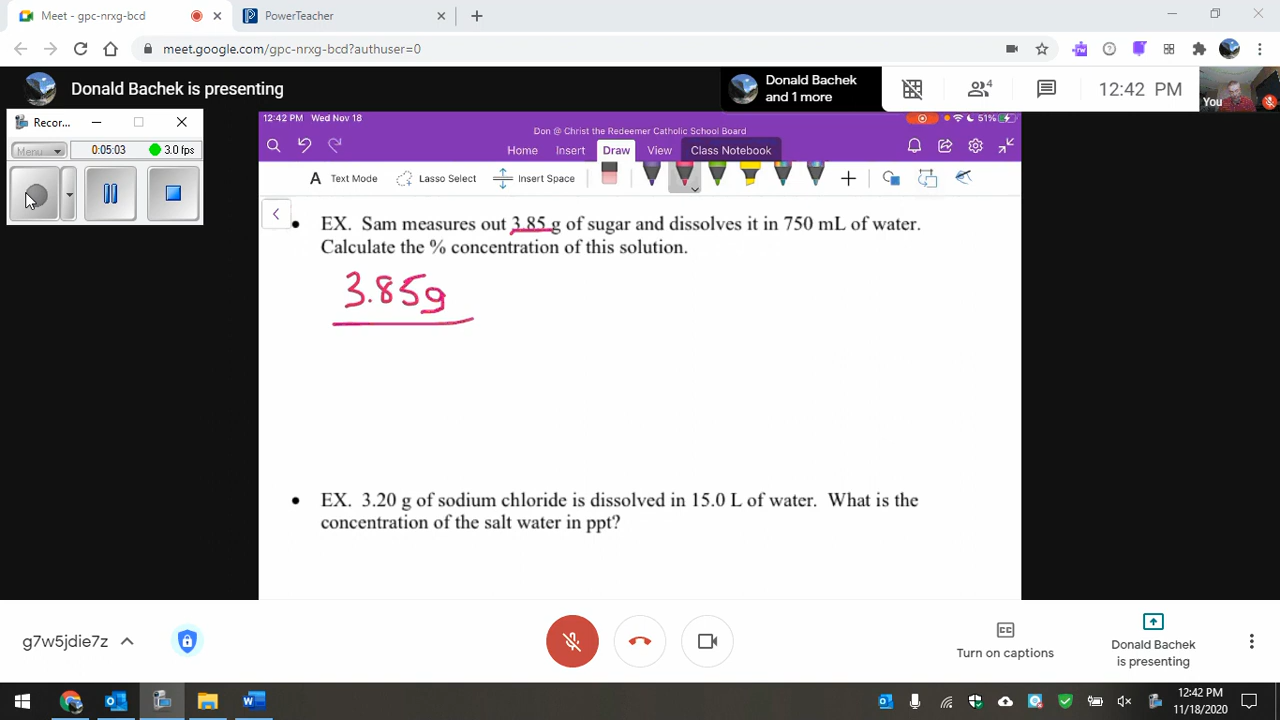 Meet - gpc-nrxg-bcd
PowerTeacher
meet.google.com/gpc-nrxg-bcd?authuser=0
Donald Bachek is presenting
Donald Bachek
and 1 more
4
12:42 PM
You
Recor...
Menu
0:05:03
3.0 fps
12:42 PM Wed Nov 18
51%
Don @ Christ the Redeemer Catholic School Board
Home Insert Draw View Class Notebook
Text Mode Lasso Select Insert Space
• EX. Sam measures out 3.85 g of sugar and dissolves it in 750 mL of water.
Calculate the % concentration of this solution.
3.85g
• EX. 3.20 g of sodium chloride is dissolved in 15.0 L of water. What is the
concentration of the salt water in ppt?
g7w5jdie7z
Turn on captions
Donald Bachek
is presenting
12:42 PM
11/18/2020